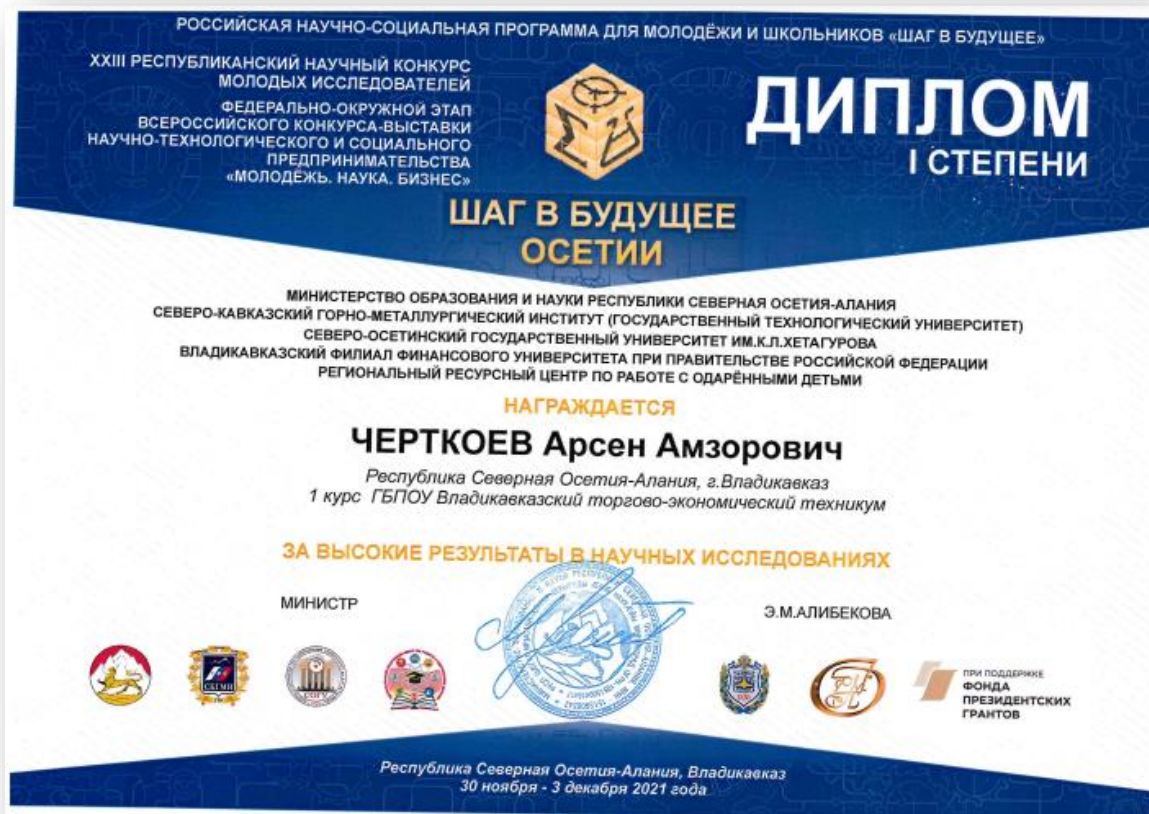 РОССИЙСКАЯ НАУЧНО-СОЦИАЛЬНАЯ ПРОГРАММА ДЛЯ МОЛОДЁЖИ И ШКОЛЬНИКОВ «ШАГ В БУДУЩЕЕ»
XXIII РЕСПУБЛИКАНСКИЙ НАУЧНЫЙ КОНКУРС
МОЛОДЫХ ИССЛЕДОВАТЕЛЕЙ
ФЕДЕРАЛЬНО-ОКРУЖНОЙ ЭТАП
ВСЕРОССИЙСКОГО КОНКУРСА-ВЫСТАВКИ
НАУЧНО-ТЕХНОЛОГИЧЕСКОГО И СОЦИАЛЬНОГО
ПРЕДПРИНИМАТЕЛЬСТВА
«МОЛОДЁЖЬ. НАУКА. БИЗНЕС»
ДИПЛОМ
I СТЕПЕНИ
ШАГ В БУДУЩЕЕ
ОСЕТИИ
МИНИСТЕРСТВО ОБРАЗОВАНИЯ И НАУКИ РЕСПУБЛИКИ СЕВЕРНАЯ ОСЕТИЯ-АЛАНИЯ
СЕВЕРО-КАВКАЗСКИЙ ГОРНО-МЕТАЛЛУРГИЧЕСКИЙ ИНСТИТУТ (ГОСУДАРСТВЕННЫЙ ТЕХНОЛОГИЧЕСКИЙ УНИВЕРСИТЕТ)
СЕВЕРО-ОСЕТИНСКИЙ ГОСУДАРСТВЕННЫЙ УНИВЕРСИТЕТ ИМ.К.Л.ХЕТАГУРОВА
ВЛАДИКАВКАЗСКИЙ ФИЛИАЛ ФИНАНСОВОГО УНИВЕРСИТЕТА ПРИ ПРАВИТЕЛЬСТВЕ РОССИЙСКОЙ ФЕДЕРАЦИИ
РЕГИОНАЛЬНЫЙ РЕСУРСНЫЙ ЦЕНТР ПО РАБОТЕ С ОДАРЁННЫМИ ДЕТЬМИ
НАГРАЖДАЕТСЯ
ЧЕРТКОЕВ Арсен Амзорович
Республика Северная Осетия-Алания, г.Владикавказ
1 курс ГБПОУ Владикавказский торгово-экономический техникум
ЗА ВЫСОКИЕ РЕЗУЛЬТАТЫ В НАУЧНЫХ ИССЛЕДОВАНИЯХ
МИНИСТР
Э.М.АЛИБЕКОВА
СКГМИ
СОГУ
ПРИ ПОДДЕРЖКЕ
ФОНДА
ПРЕЗИДЕНТСКИХ
ГРАНТОВ
Республика Северная Осетия-Алания, Владикавказ
30 ноября - 3 декабря 2021 года